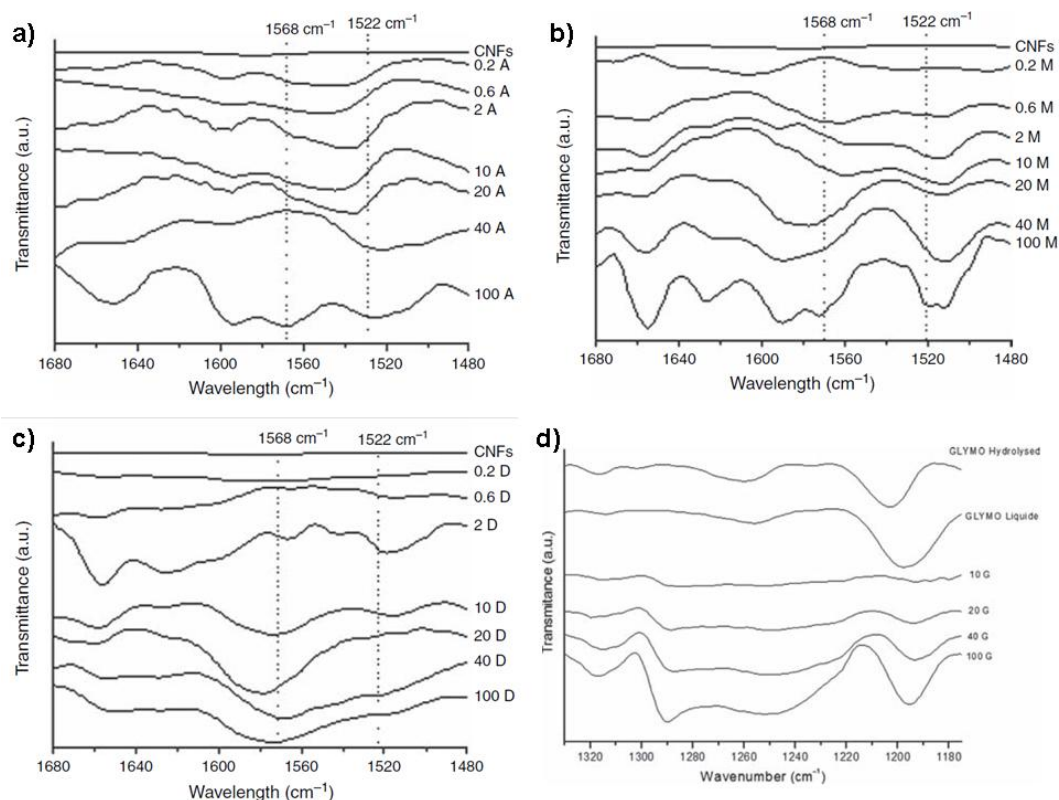 a)
1568 cm⁻¹
1522 cm⁻¹
CNFs
0.2 A
0.6 A
2 A
10 A
20 A
40 A
100 A
Transmittance (a.u.)
1680 1640 1600 1560 1520 1480
Wavelength (cm⁻¹)
b)
1568 cm⁻¹
1522 cm⁻¹
CNFs
0.2 M
0.6 M
2 M
10 M
20 M
40 M
100 M
Transmittance (a.u.)
1680 1640 1600 1560 1520 1480
Wavelength (cm⁻¹)
c)
1568 cm⁻¹
1522 cm⁻¹
CNFs
0.2 D
0.6 D
2 D
10 D
20 D
40 D
100 D
Transmittance (a.u.)
1680 1640 1600 1560 1520 1480
Wavelength (cm⁻¹)
d)
GLYMO Hydrolysed
GLYMO Liquide
10 G
20 G
40 G
100 G
Transmitance (a.u.)
1320 1300 1280 1260 1240 1220 1200 1180
Wavenumber (cm⁻¹)